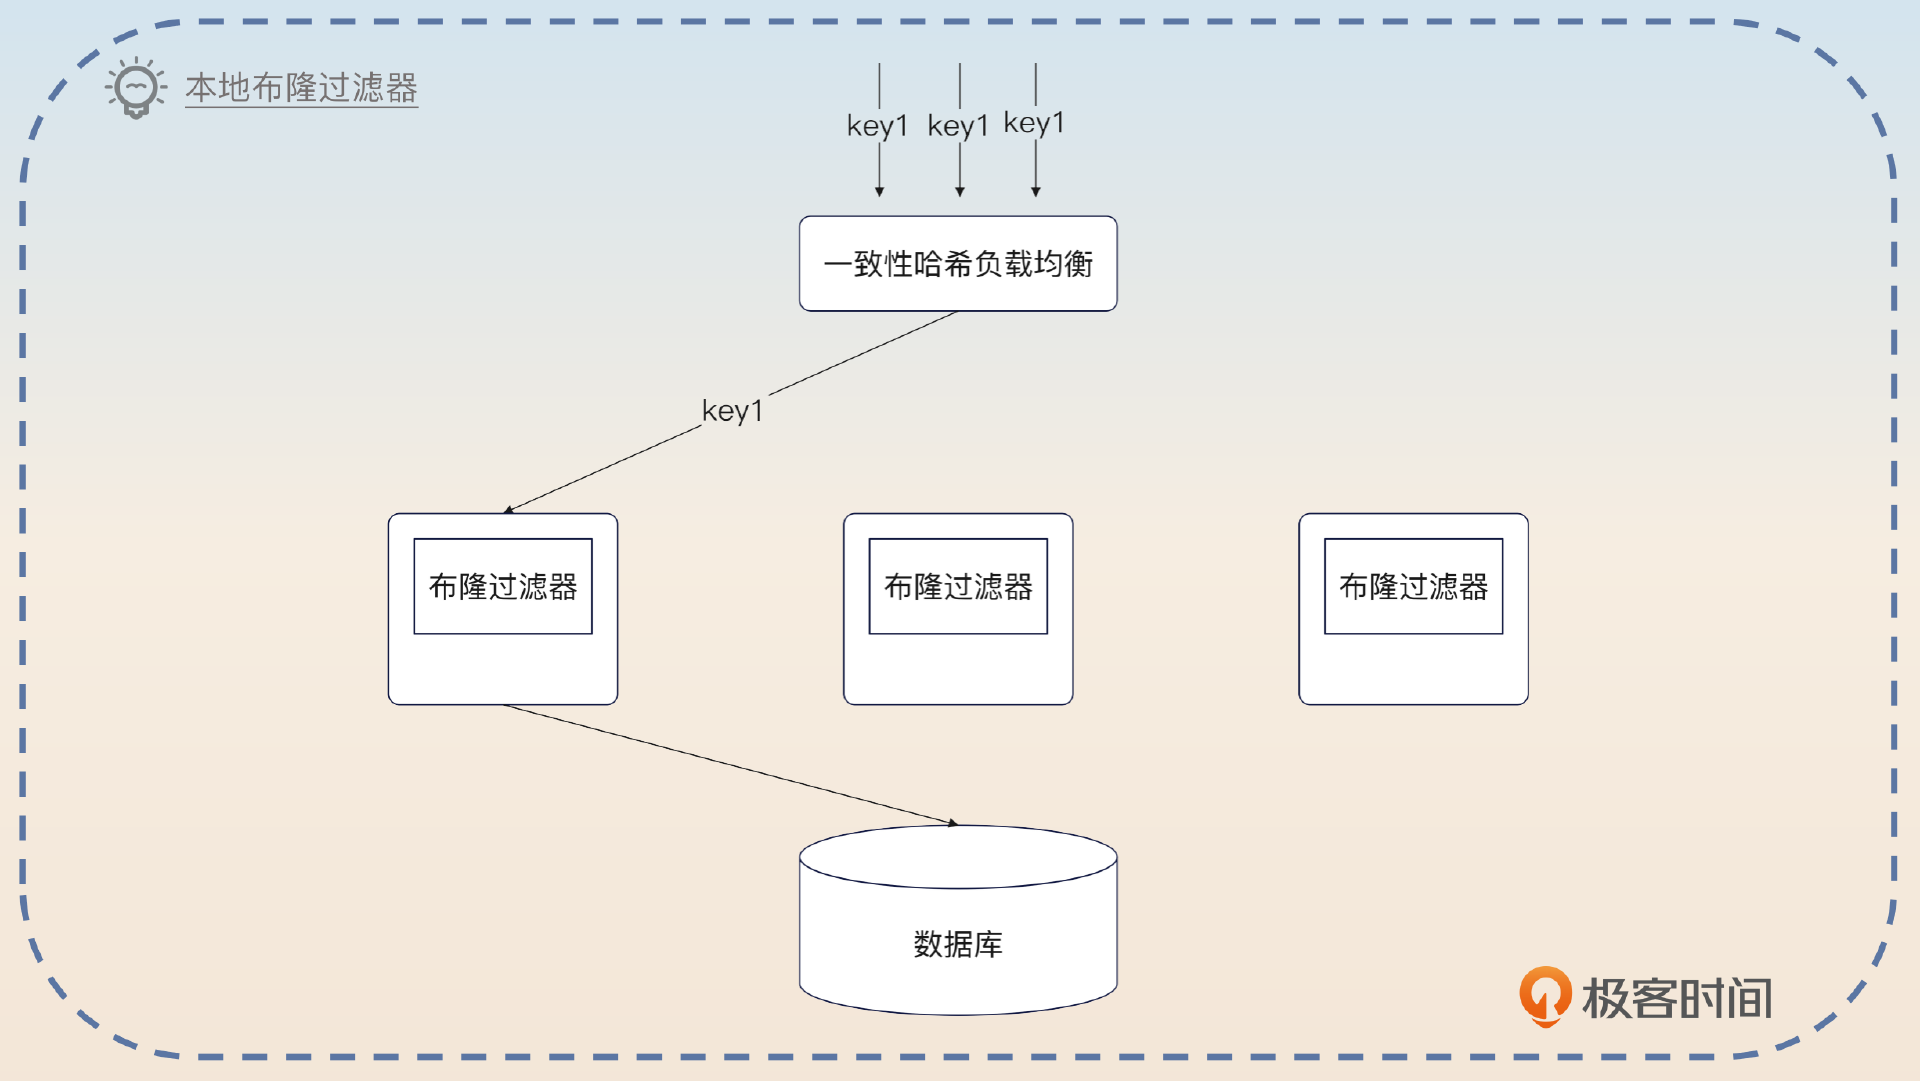 本地布隆过滤器
key1 key1 key1
一致性哈希负载均衡
key1
布隆过滤器
布隆过滤器
布隆过滤器
数据库
极客时间